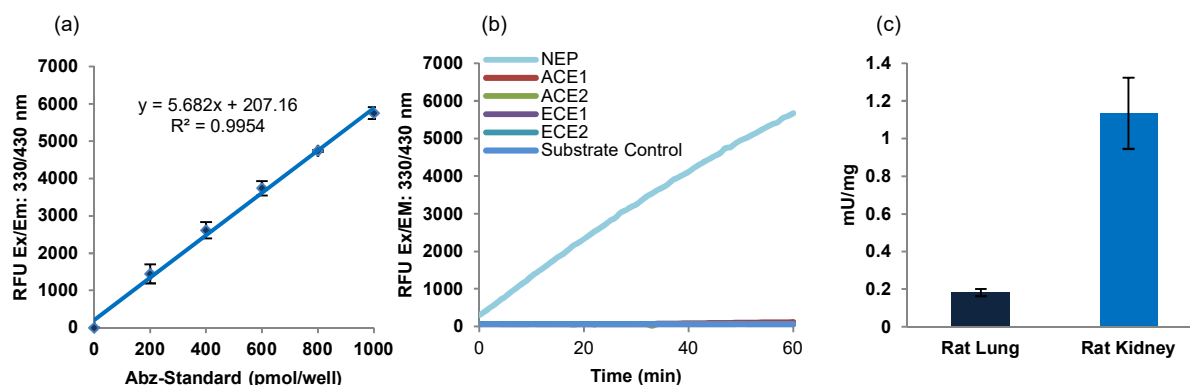 (a)
RFU Ex/Em: 330/430 nm
7000
6000
5000
4000
3000
2000
1000
0
y = 5.682x + 207.16
R² = 0.9954
0 200 400 600 800 1000
Abz-Standard (pmol/well)
(b)
RFU Ex/EM: 330/430 nm
7000
6000
5000
4000
3000
2000
1000
0
NEP
ACE1
ACE2
ECE1
ECE2
Substrate Control
0 20 40 60
Time (min)
(c)
mU/mg
1.4
1.2
1
0.8
0.6
0.4
0.2
0
Rat Lung Rat Kidney